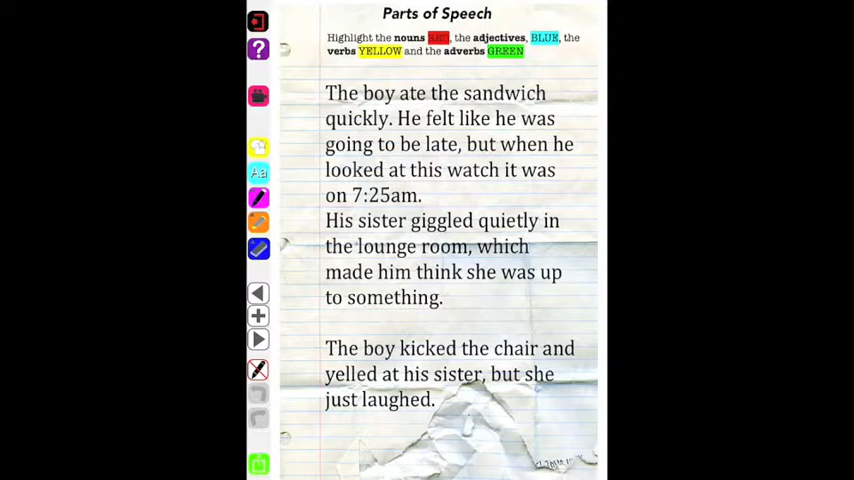 Parts of Speech
Highlight the nouns RED, the adjectives, BLUE, the
verbs YELLOW and the adverbs GREEN
The boy ate the sandwich
quickly. He felt like he was
going to be late, but when he
looked at this watch it was
on 7:25am.
His sister giggled quietly in
the lounge room, which
made him think she was up
to something.
The boy kicked the chair and
yelled at his sister, but she
just laughed.
?
Aa